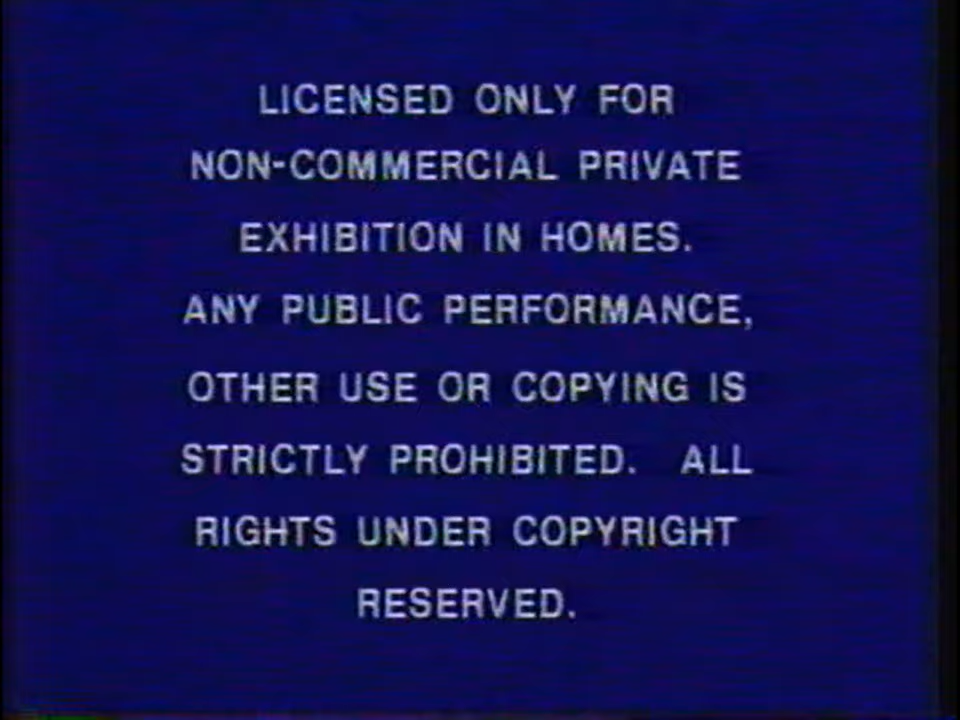 LICENSED ONLY FOR
NON-COMMERCIAL PRIVATE
EXHIBITION IN HOMES.
ANY PUBLIC PERFORMANCE,
OTHER USE OR COPYING IS
STRICTLY PROHIBITED.  ALL
RIGHTS UNDER COPYRIGHT
RESERVED.